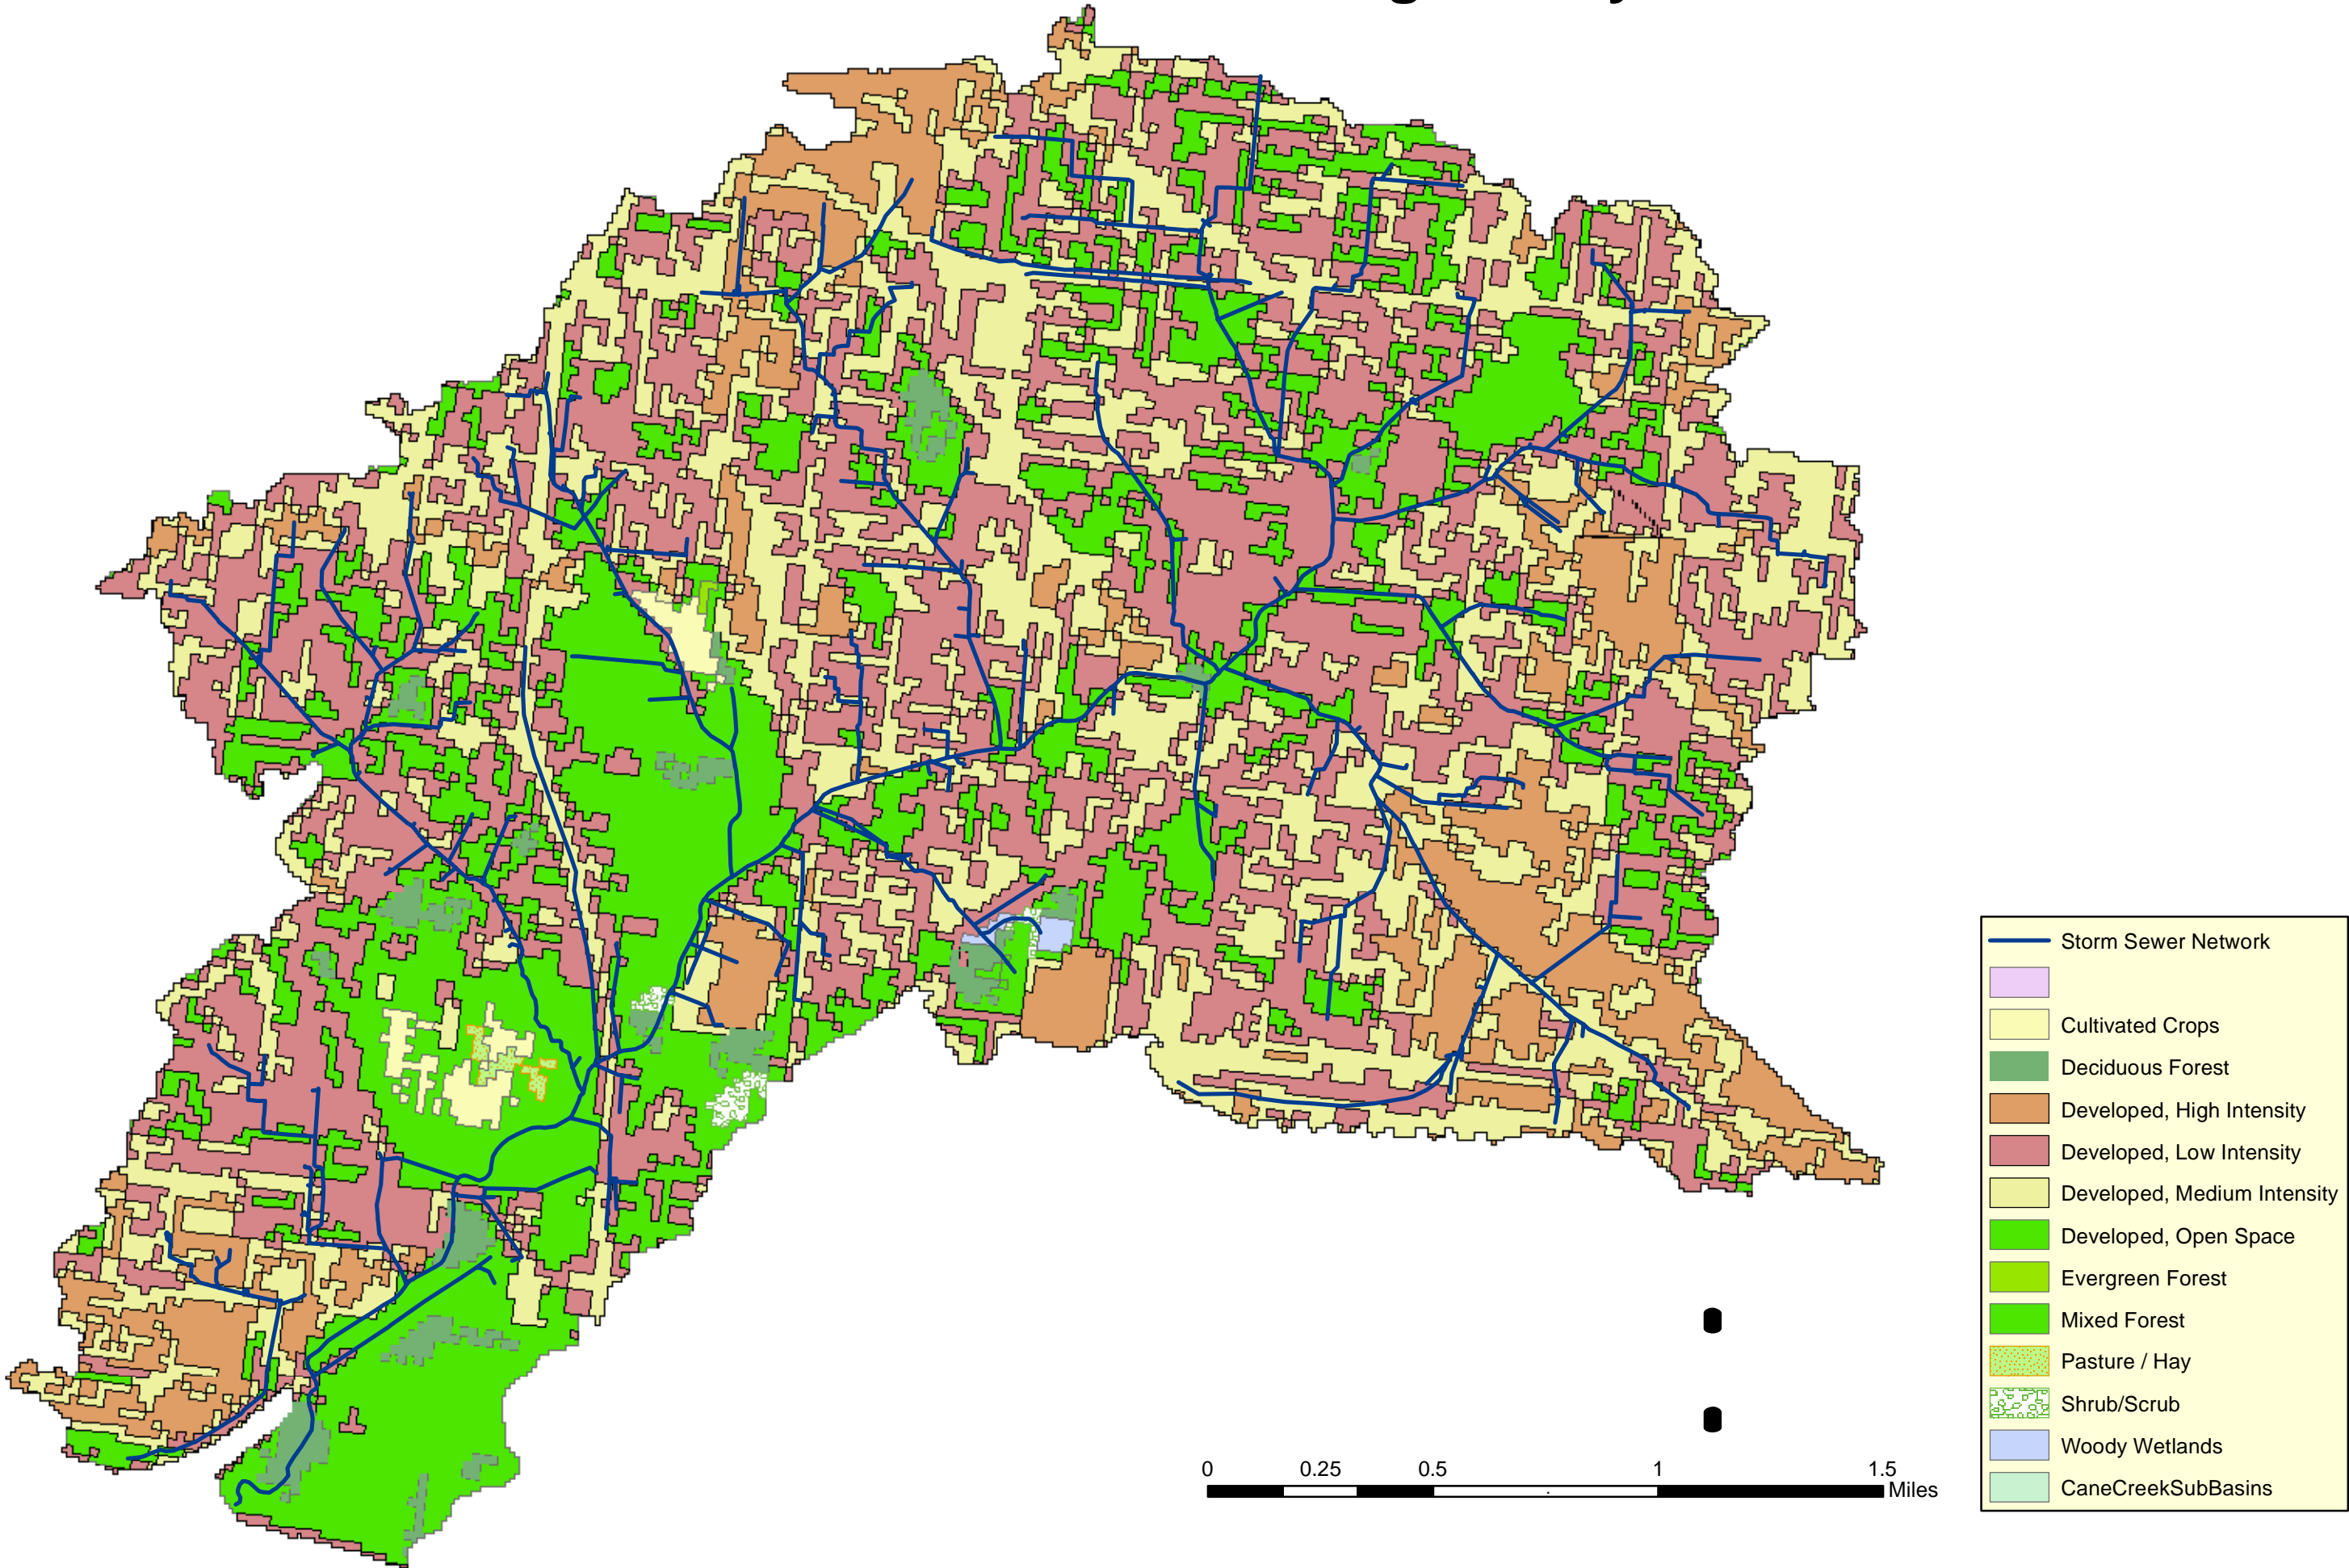 Storm Sewer Network
Cultivated Crops
Deciduous Forest
Developed, High Intensity
Developed, Low Intensity
Developed, Medium Intensity
Developed, Open Space
Evergreen Forest
Mixed Forest
Pasture / Hay
Shrub/Scrub
Woody Wetlands
CaneCreekSubBasins
0 0.25 0.5 1 1.5
Miles